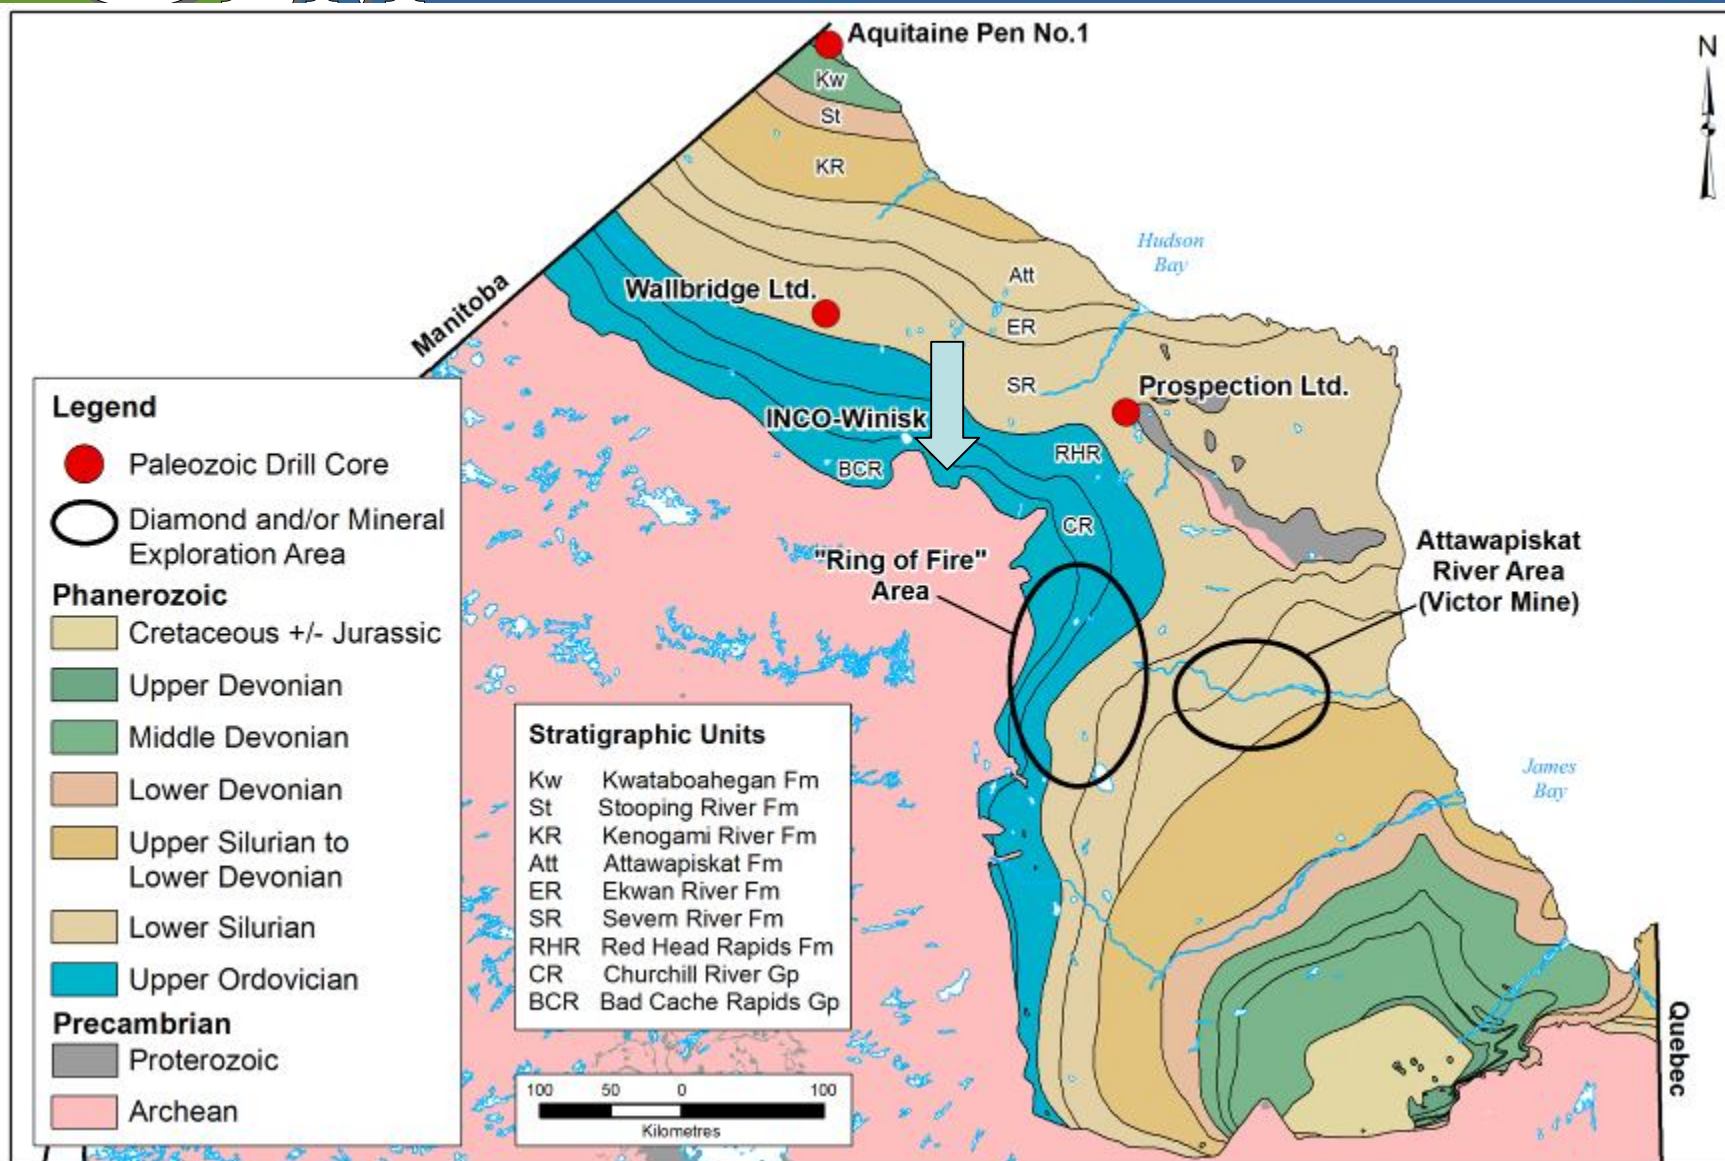 Aquitaine Pen No.1
N
Kw
St
KR
Hudson
Bay
Att
Manitoba
Wallbridge Ltd.
ER
SR
Prospection Ltd.
INCO-Winisk
RHR
BCR
CR
"Ring of Fire"
Area
Attawapiskat
River Area
(Victor Mine)
James
Bay
Quebec
Legend
Paleozoic Drill Core
Diamond and/or Mineral
Exploration Area
Phanerozoic
Cretaceous +/- Jurassic
Upper Devonian
Middle Devonian
Lower Devonian
Upper Silurian to
Lower Devonian
Lower Silurian
Upper Ordovician
Precambrian
Proterozoic
Archean
Stratigraphic Units
Kw Kwataboahegan Fm
St Stooping River Fm
KR Kenogami River Fm
Att Attawapiskat Fm
ER Ekwan River Fm
SR Severn River Fm
RHR Red Head Rapids Fm
CR Churchill River Gp
BCR Bad Cache Rapids Gp
100 50 0 100
Kilometres